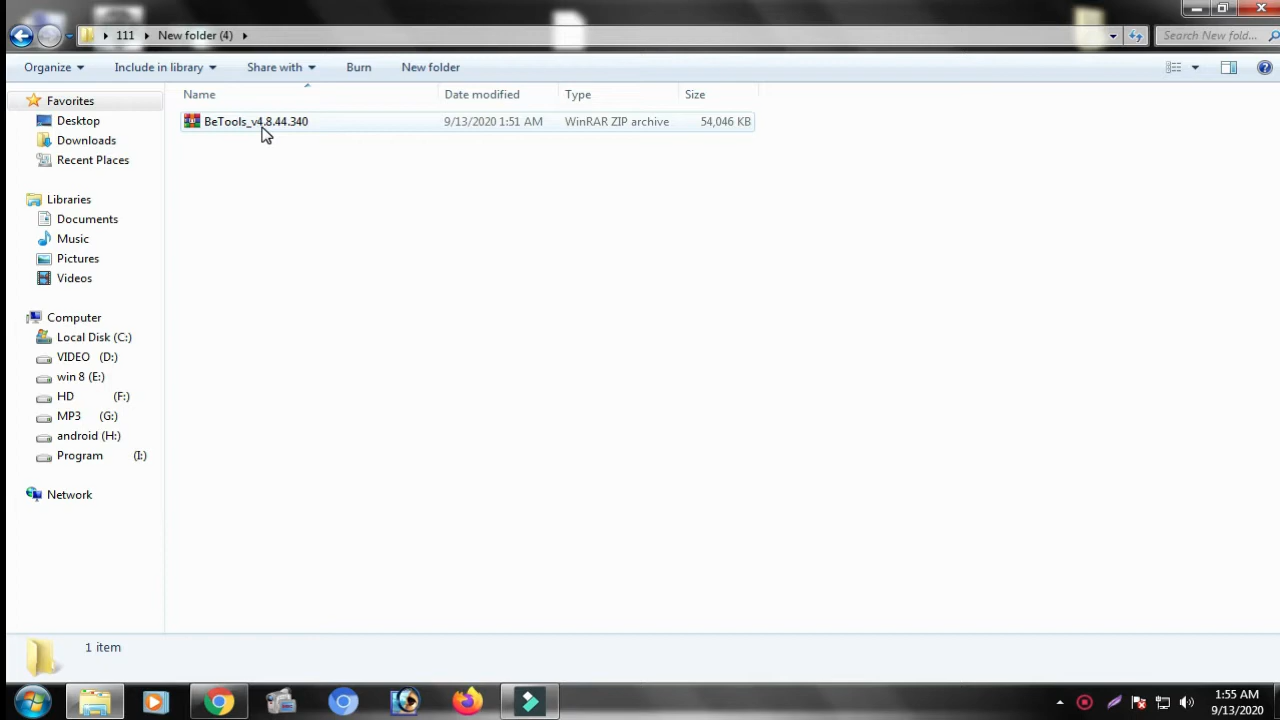 111 New folder (4)
Search New fold...
Organize Include in library Share with Burn New folder
Name Date modified Type Size
BeTools_v4.8.44.340 9/13/2020 1:51 AM WinRAR ZIP archive 54,046 KB
Favorites
Desktop
Downloads
Recent Places
Libraries
Documents
Music
Pictures
Videos
Computer
Local Disk (C:)
VIDEO (D:)
win 8 (E:)
HD (F:)
MP3 (G:)
android (H:)
Program (I:)
Network
1 item
1:55 AM
9/13/2020